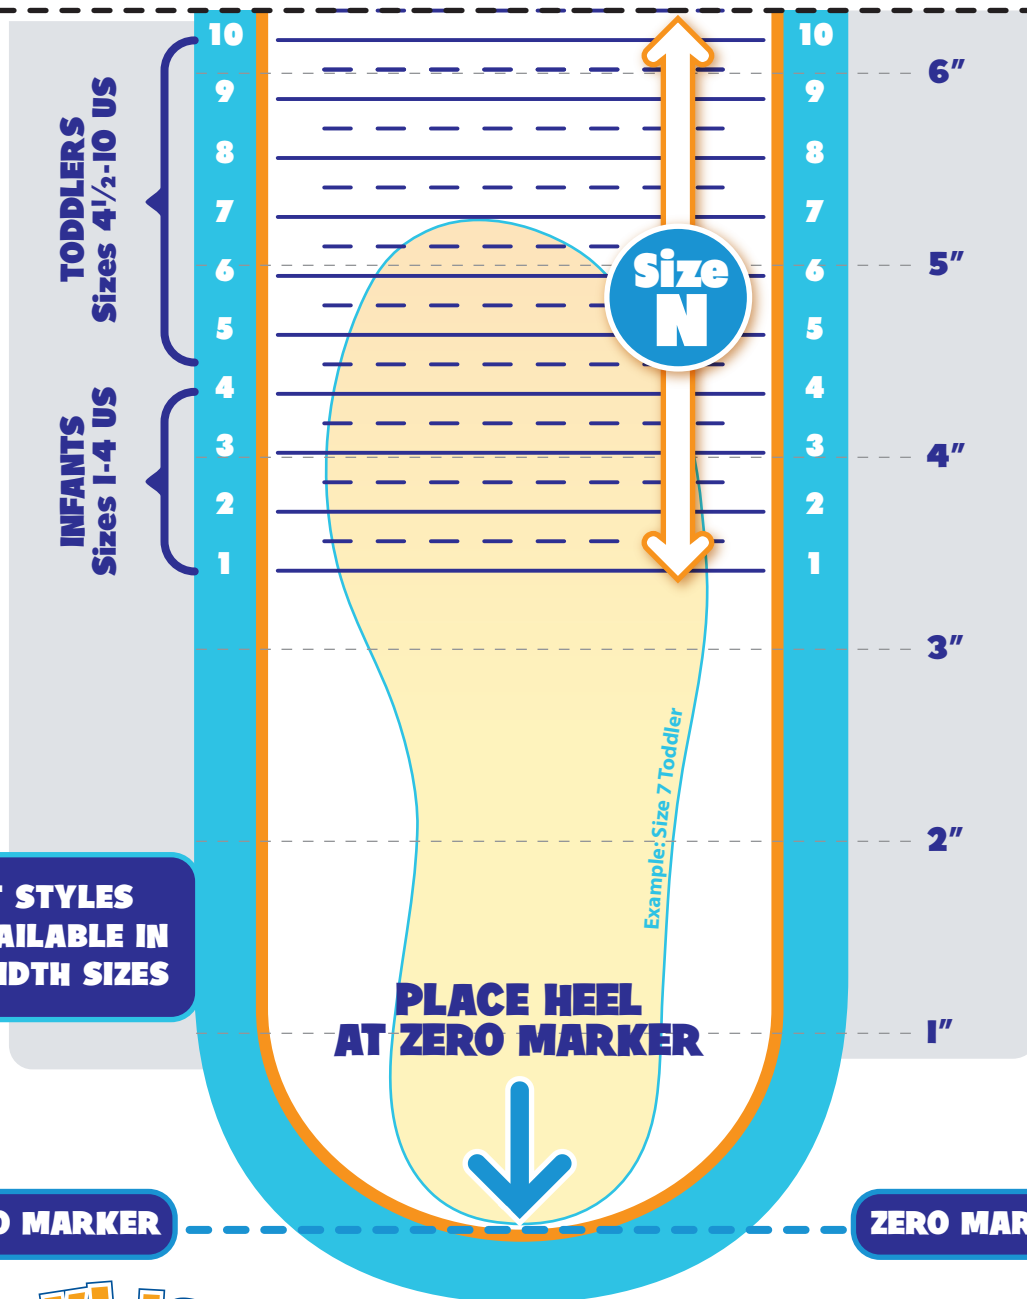 10
10
6”
9
9
8
8
7
7
TODDLERS
Sizes 4½-10 US
6
6
5”
Size
N
5
5
4
4
3
3
4”
INFANTS
Sizes 1-4 US
2
2
1
1
3”
Example: Size 7 Toddler
2”
STYLES
AILABLE IN
IDTH SIZES
PLACE HEEL
AT ZERO MARKER
1”
O MARKER
ZERO MAR